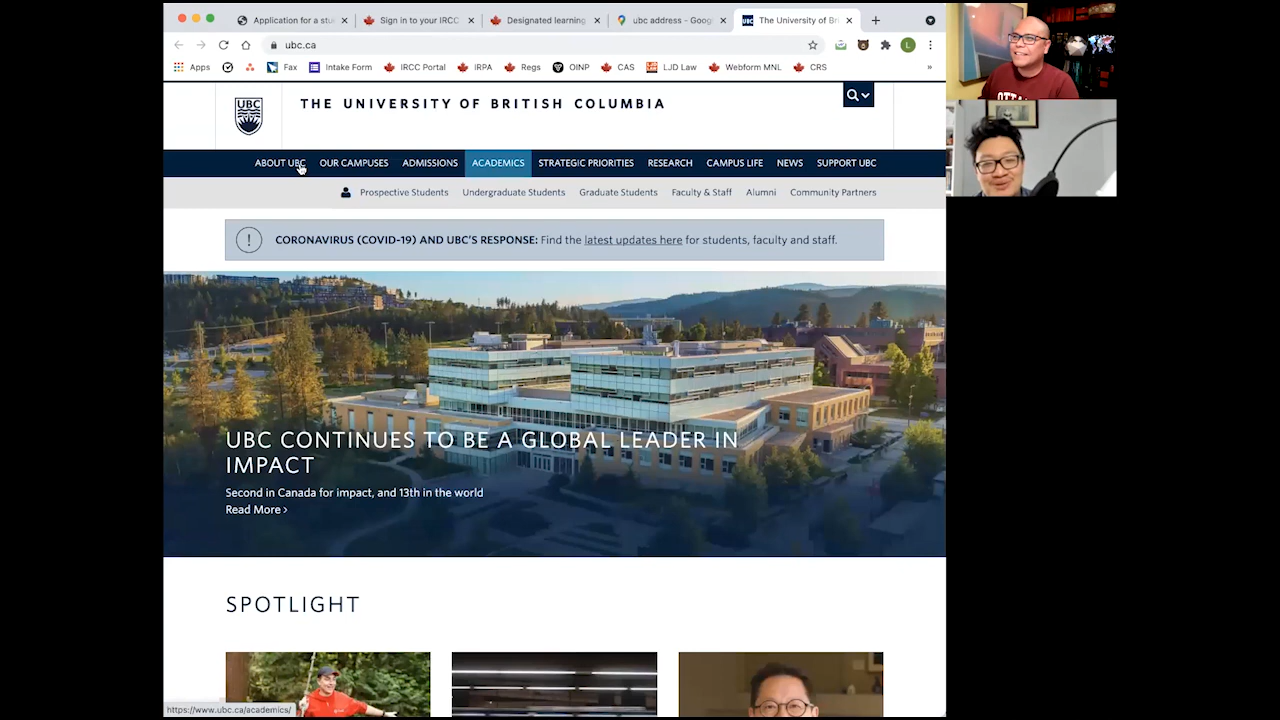 Application for a stu
Sign in to your IRCC
Designated learning
ubc address - Goog
UBC The University of Bri
ubc.ca
L
Apps
Fax
Intake Form
IRCC Portal
iRPA
Regs
OINP
CAS
LJD Law
Webform MNL
CRS
»
UBC
THE UNIVERSITY OF BRITISH COLUMBIA
ABOUT UBC
OUR CAMPUSES
ADMISSIONS
ACADEMICS
STRATEGIC PRIORITIES
RESEARCH
CAMPUS LIFE
NEWS
SUPPORT UBC
Prospective Students
Undergraduate Students
Graduate Students
Faculty & Staff
Alumni
Community Partners
! CORONAVIRUS (COVID-19) AND UBC'S RESPONSE: Find the latest updates here for students, faculty and staff.
UBC CONTINUES TO BE A GLOBAL LEADER IN
IMPACT
Second in Canada for impact, and 13th in the world
Read More >
SPOTLIGHT
https://www.ubc.ca/academics/